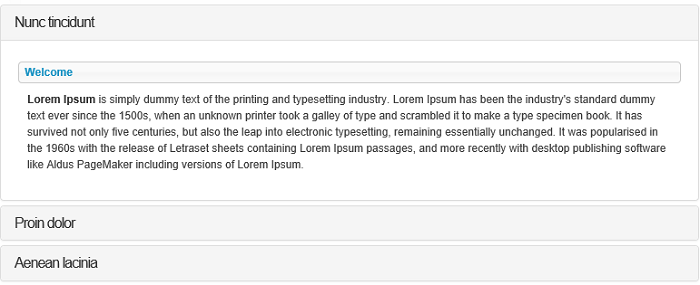 Nunc tincidunt
Welcome
Lorem Ipsum is simply dummy text of the printing and typesetting industry. Lorem Ipsum has been the industry's standard dummy
text ever since the 1500s, when an unknown printer took a galley of type and scrambled it to make a type specimen book. It has
survived not only five centuries, but also the leap into electronic typesetting, remaining essentially unchanged. It was popularised in
the 1960s with the release of Letraset sheets containing Lorem Ipsum passages, and more recently with desktop publishing software
like Aldus PageMaker including versions of Lorem Ipsum.
Proin dolor
Aenean lacinia